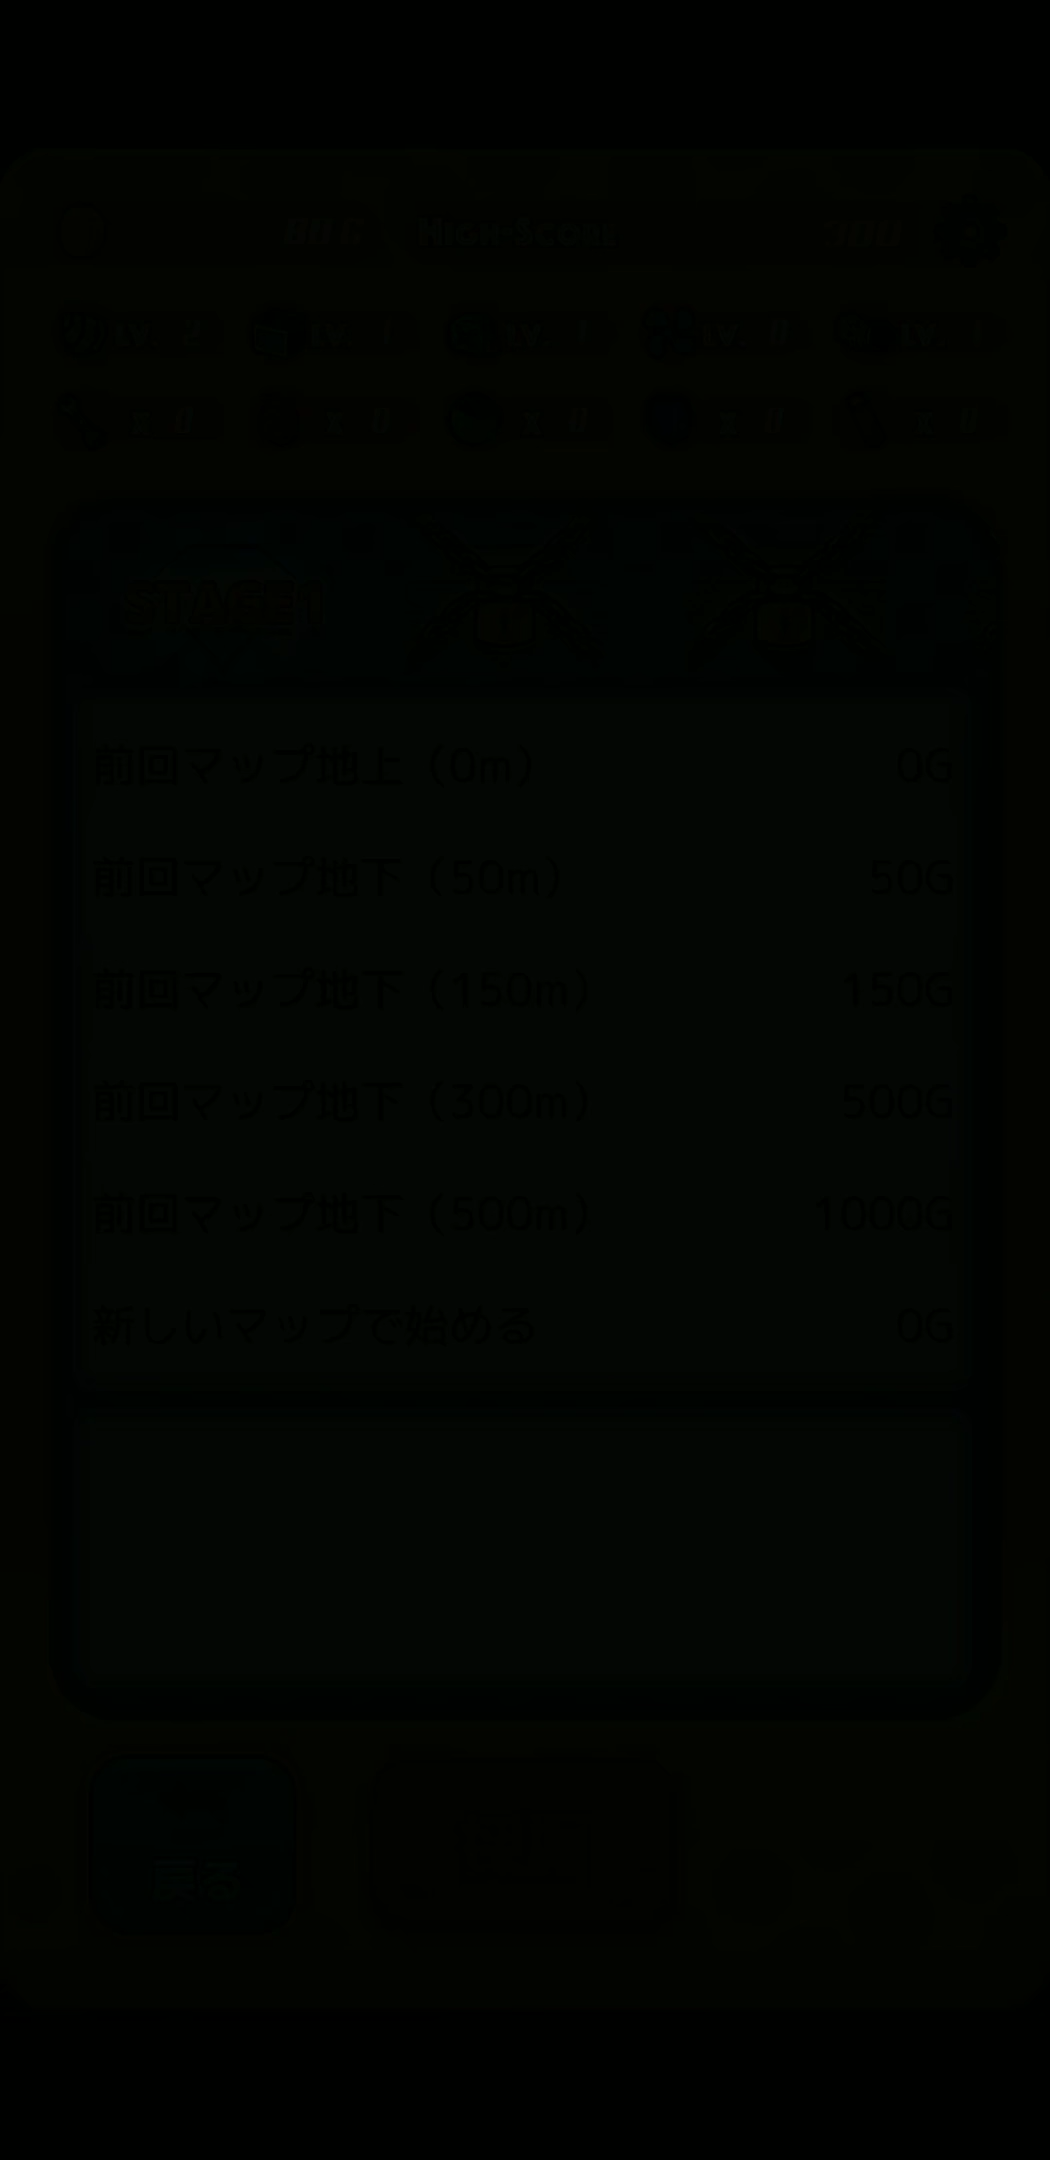 80 G HIGH-SCORE 300
LV. 2 LV. 1 LV. LV. LV. 1
x 0 x 0 x 0 x 0 x 0
STAGE1
前回マップ地上（0m） 0G
前回マップ地下（50m） 50G
前回マップ地下（150m） 150G
前回マップ地下（300m） 500G
前回マップ地下（500m） 1000G
新しいマップで始める 0G
戻る